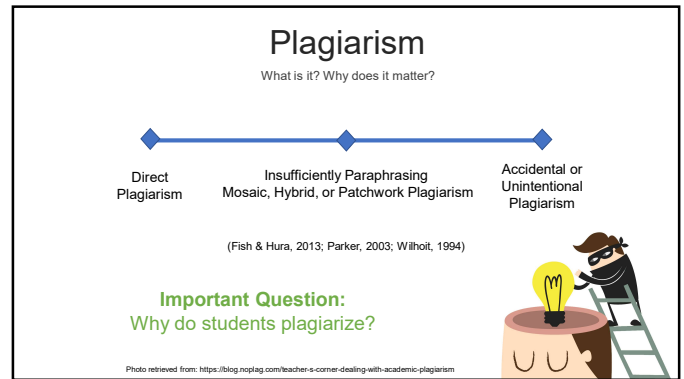 Plagiarism
What is it? Why does it matter?
Direct
Plagiarism
Insufficiently Paraphrasing
Mosaic, Hybrid, or Patchwork Plagiarism
Accidental or
Unintentional
Plagiarism
(Fish & Hura, 2013; Parker, 2003; Wilhoit, 1994)
Important Question:
Why do students plagiarize?
Photo retrieved from: https://blog.noplag.com/teacher-s-corner-dealing-with-academic-plagiarism